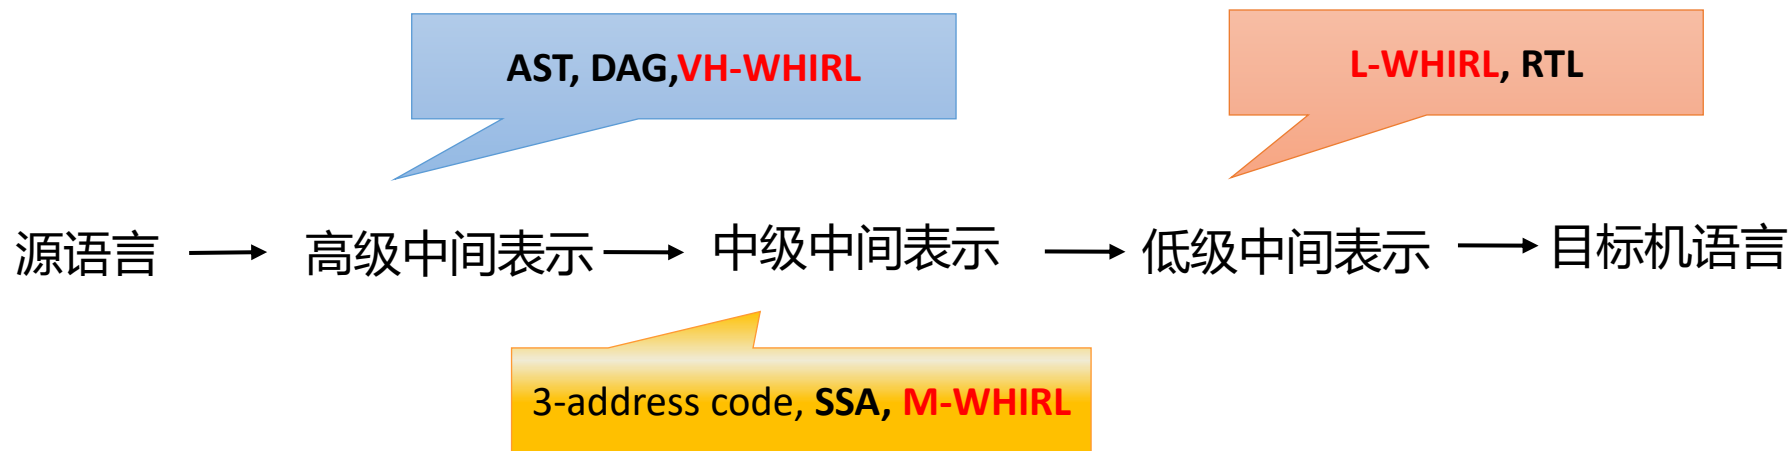 AST, DAG,VH-WHIRL
L-WHIRL, RTL
源语言 高级中间表示 中级中间表示 低级中间表示 目标机语言
3-address code, SSA, M-WHIRL